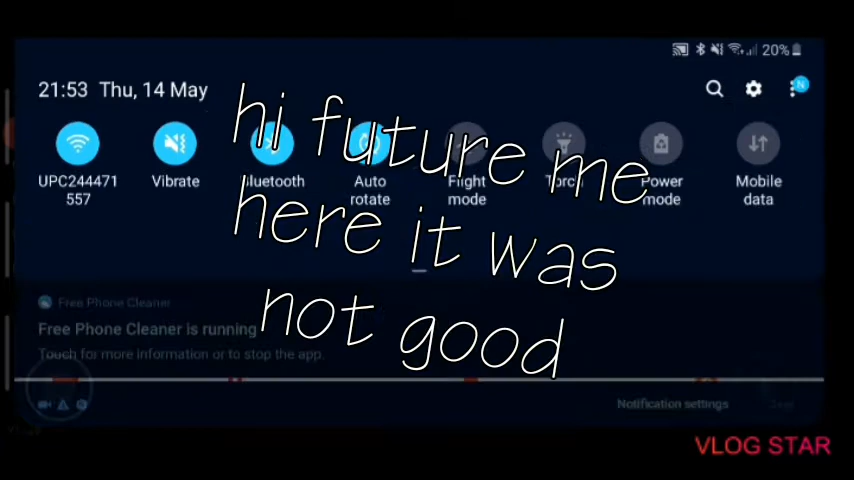 20%
21:53 Thu, 14 May
N
hi future me
here it was
not good
UPC244471
557
Vibrate
Bluetooth
Auto
rotate
Flight
mode
Torch
Power
mode
Mobile
data
Free Phone Cleaner
Free Phone Cleaner is running
Touch for more information or to stop the app.
Notification settings
VLOG STAR